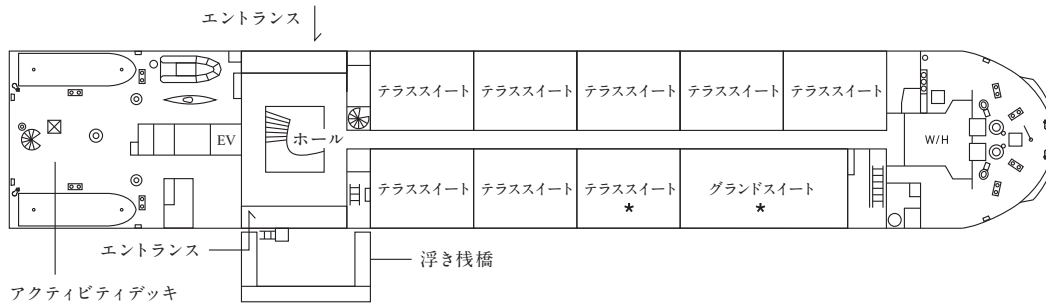 エントランス
テラススイート
テラススイート
テラススイート
テラススイート
テラススイート
EV
ホール
W/H
テラススイート
テラススイート
テラススイート
*
グランドスイート
*
エントランス
浮き桟橋
アクティビティデッキ